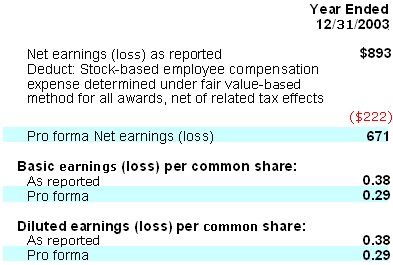 Year Ended
12/31/2003
Net earnings (loss) as reported $893
Deduct: Stock-based employee compensation
expense determined under fair value-based
method for all awards, net of related tax effects
($222)
Pro forma Net earnings (loss) 671
Basic earnings (loss) per common share:
As reported 0.38
Pro forma 0.29
Diluted earnings (loss) per common share:
As reported 0.38
Pro forma 0.29